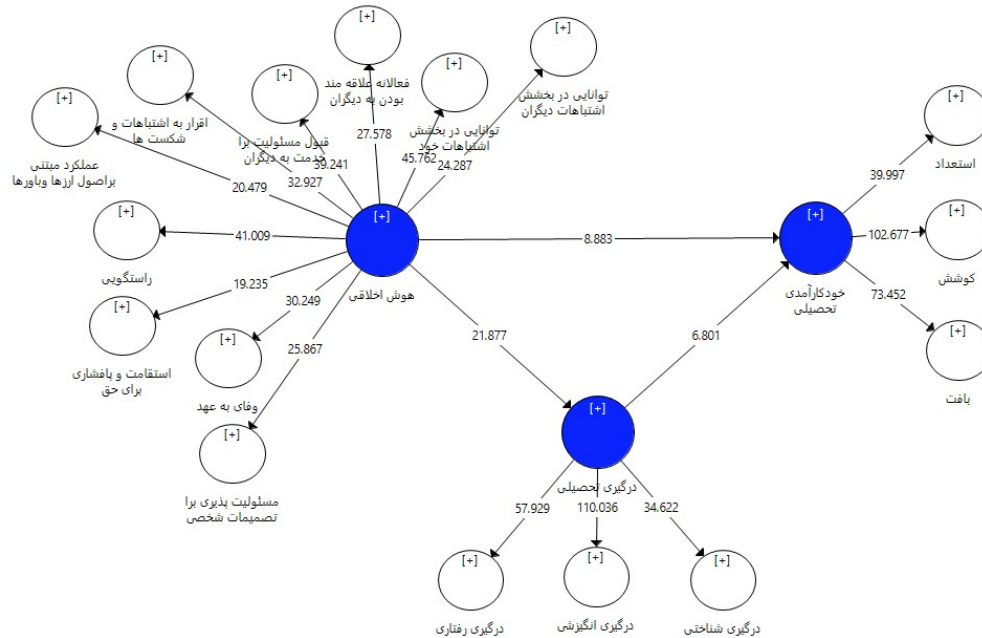 [+]
فعالانه علاقه مند
بودن به دیگران
[+]
توانایی در بخشش
اشتباهات دیگران
[+]
اقرار به اشتباهات و
شکست ها
[+]
قبول مسئولیت برا
خدمت به دیگران
[+]
توانایی در بخشش
اشتباهات خود
[+]
عملکرد مبتنی
براصول ارزها وباورها
[+]
استعداد
27.578
39.241
45.762
24.287
32.927
20.479
39.997
[+]
هوش اخلاقی
[+]
خودکارآمدی
تحصیلی
[+]
راستگویی
41.009
8.883
102.677
[+]
کوشش
19.235
30.249
25.867
21.877
6.801
73.452
[+]
استقامت و پافشاری
برای حق
[+]
وفای به عهد
[+]
بافت
[+]
مسئولیت پذیری برا
تصمیمات شخصی
[+]
درگیری تحصیلی
57.929
110.036
34.622
[+]
درگیری رفتاری
[+]
درگیری انگیزشی
[+]
درگیری شناختی